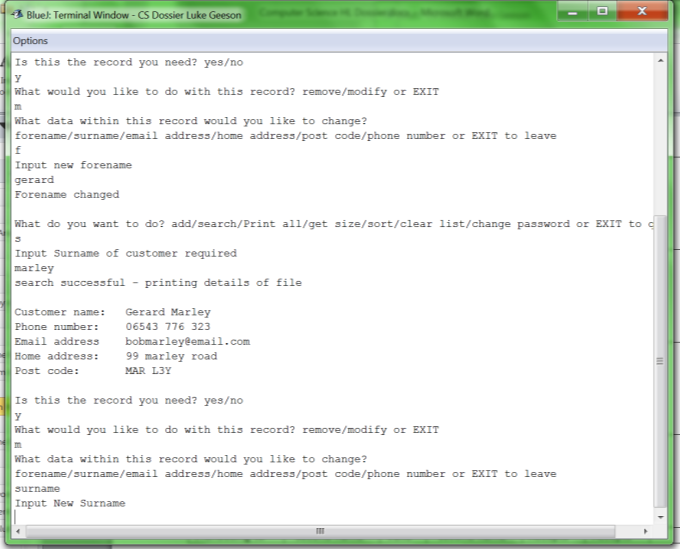 BlueJ: Terminal Window - CS Dossier Luke Geeson
Options
Is this the record you need? yes/no
y
What would you like to do with this record? remove/modify or EXIT
m
What data within this record would you like to change?
forename/surname/email address/home address/post code/phone number or EXIT to leave
f
Input new forename
gerard
Forename changed
What do you want to do? add/search/Print all/get size/sort/clear list/change password or EXIT to q
s
Input Surname of customer required
marley
search successful - printing details of file
Customer name: Gerard Marley
Phone number: 06543 776 323
Email address bobmarley@email.com
Home address: 99 marley road
Post code: MAR L3Y
Is this the record you need? yes/no
y
What would you like to do with this record? remove/modify or EXIT
m
What data within this record would you like to change?
forename/surname/email address/home address/post code/phone number or EXIT to leave
surname
Input New Surname